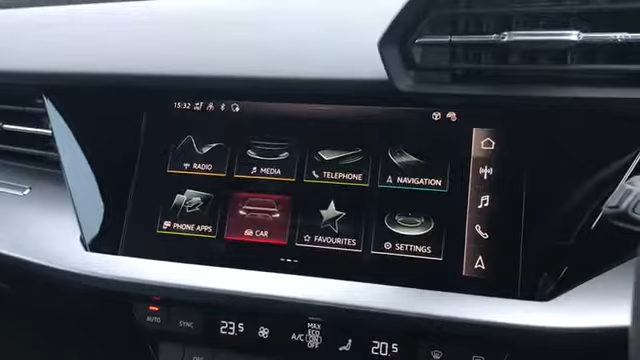 15:32
RADIO MEDIA TELEPHONE NAVIGATION
PHONE APPS CAR FAVOURITES SETTINGS
AUTO SYNC 23.5 A/C MAX ECO ON OFF 20.5